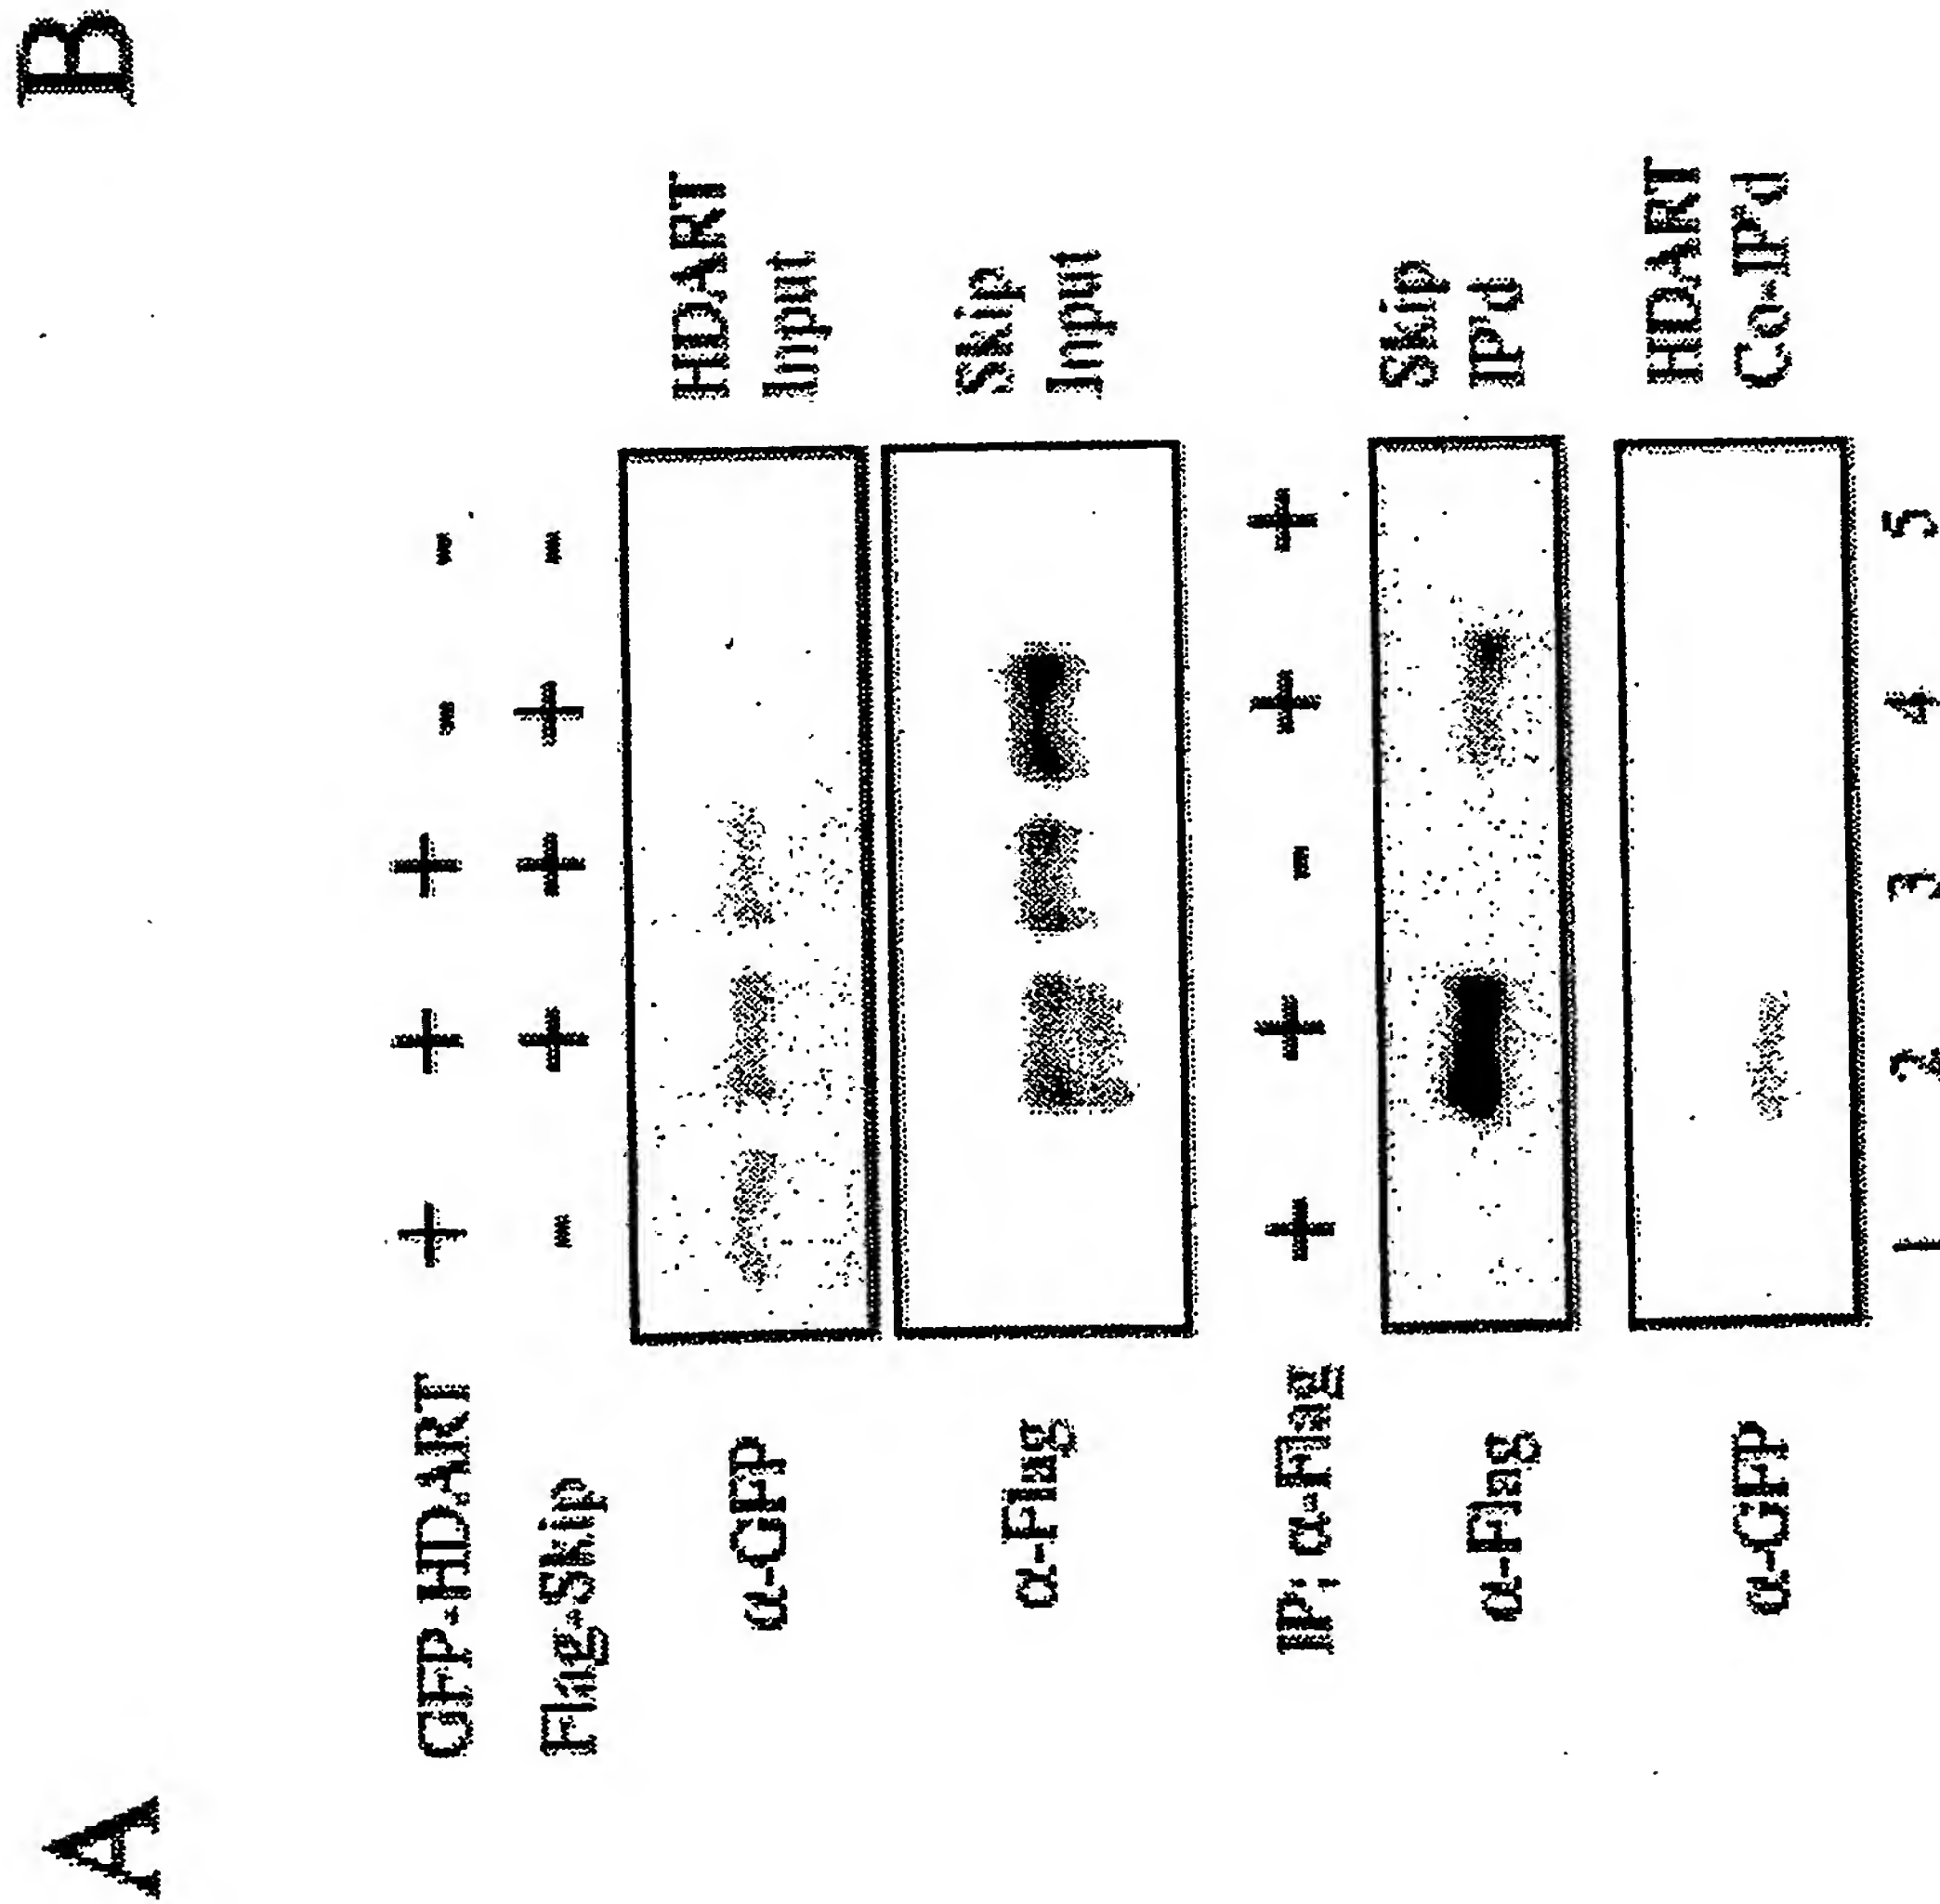 A
B
GFP-HDART + + + - -
Flag-Skip - + + + -
α-GFP HDART Input
α-Flag Skip Input
IP: α-Flag + + - + +
α-Flag Skip IP'd
α-GFP HDART Co-IP'd
1 2 3 4 5